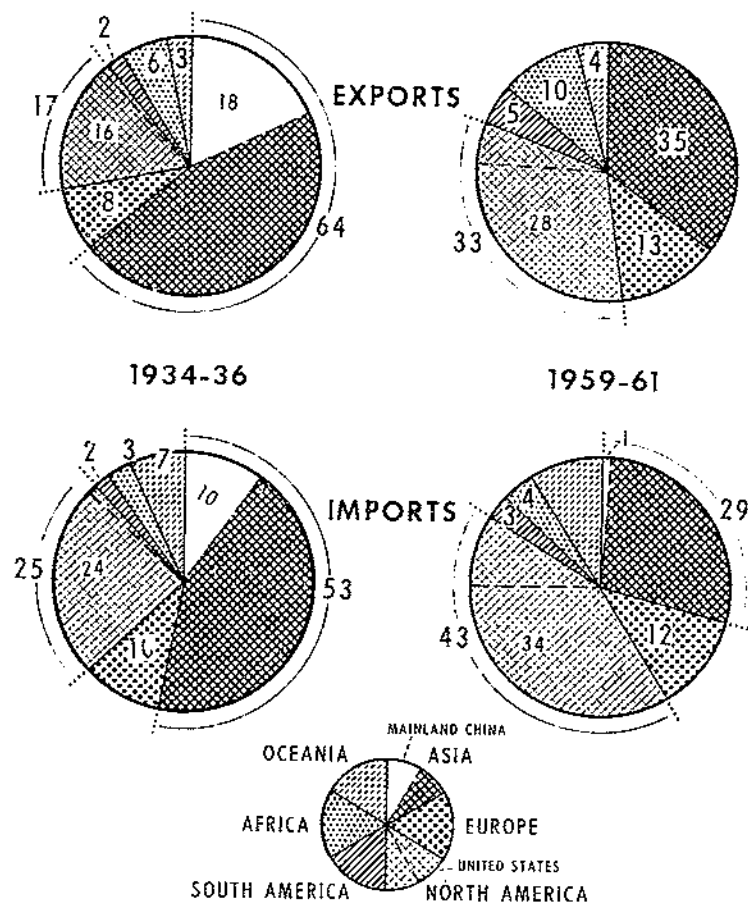 2 6 3
17 16 18 EXPORTS
8 64
4
10
5 35
33 28 13
1934-36 1959-61
2 3 7
10 IMPORTS
25 24 53
10
1
4 29
3
43 34 12
MAINLAND CHINA
OCEANIA ASIA
AFRICA EUROPE
UNITED STATES
SOUTH AMERICA NORTH AMERICA